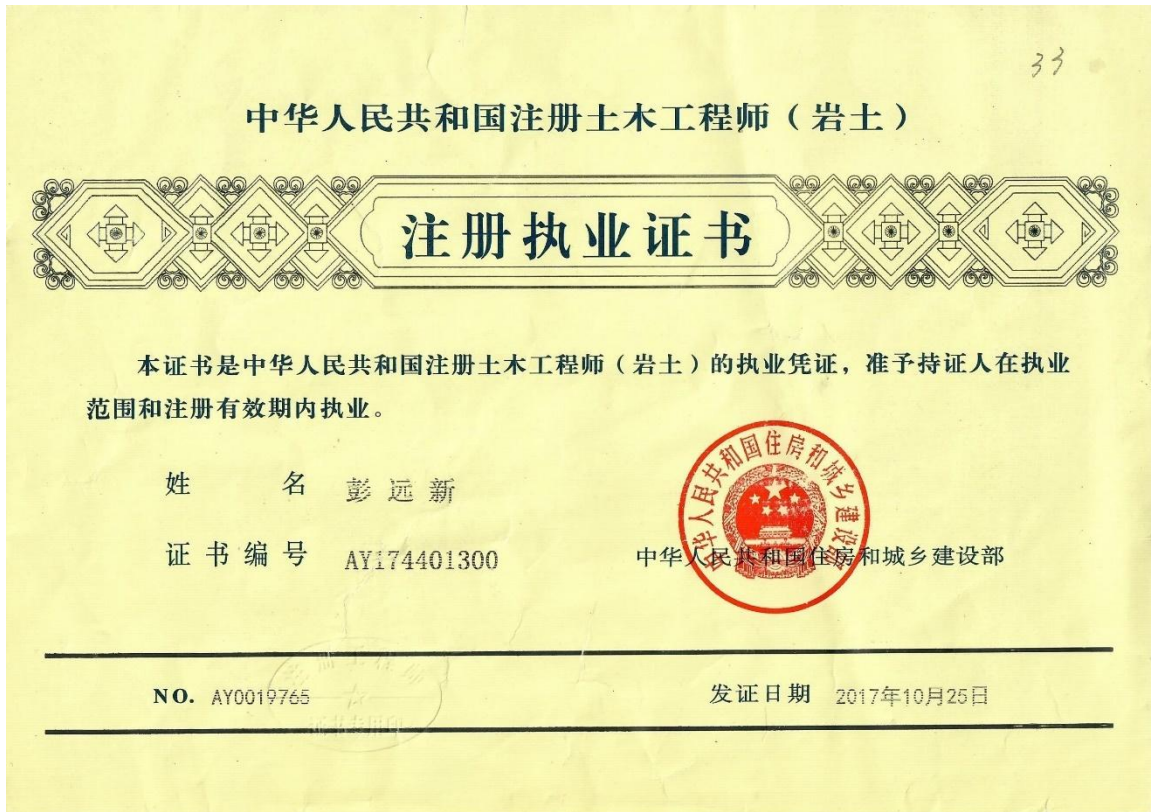 33
中华人民共和国注册土木工程师（岩土）
注册执业证书
本证书是中华人民共和国注册土木工程师（岩土）的执业凭证，准予持证人在执业
范围和注册有效期内执业。
姓 名 彭远新
证书编号 AY174401300
中华人民共和国住房和城乡建设部
中华人民共和国住房和城乡建设部
NO. AY0019765
发证日期 2017年10月25日